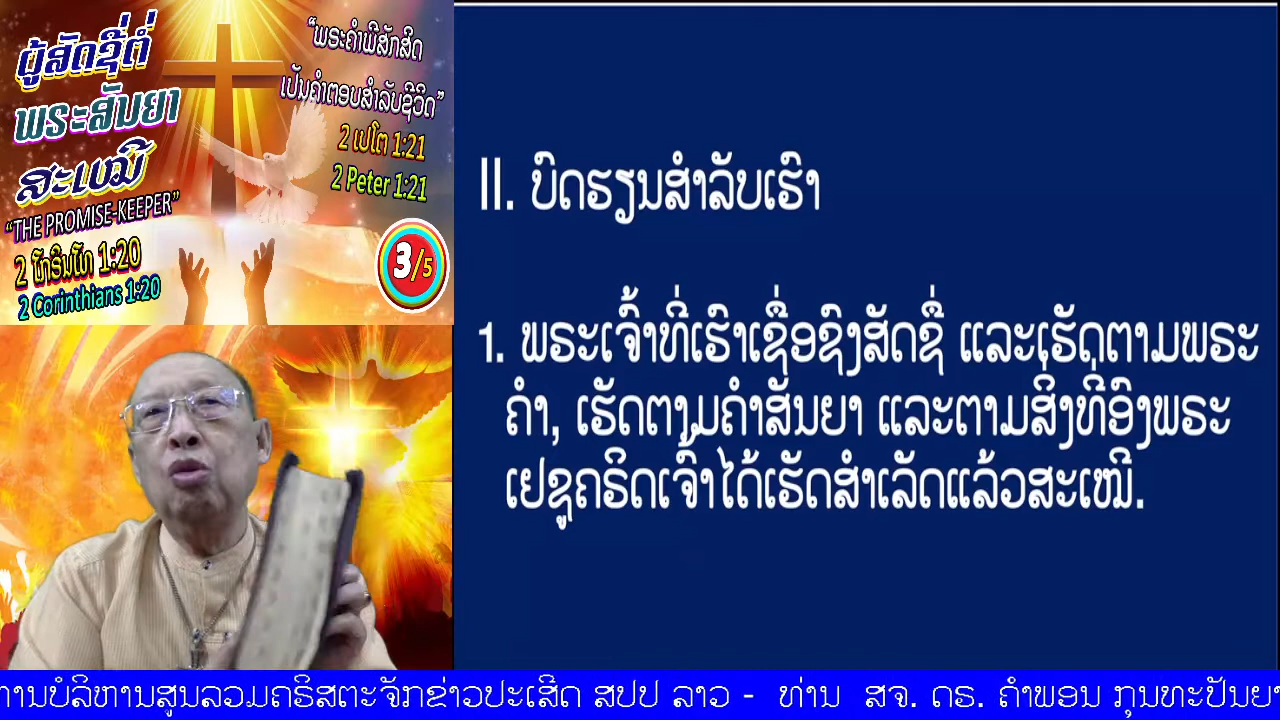 ຜູ້ສັດຊື່ຕໍ່
ພຣະສັນຍາ
ສະເໝີ
"THE PROMISE-KEEPER"
2 ໂກຣິນໂທ 1:20
2 Corinthians 1:20
"ພຣະຄຳພີສັກສິດ
ເປັນຄຳຕອບສຳລັບຊີວິດ"
2 ເປໂຕ 1:21
2 Peter 1:21
3/5
II. ບົດຮຽນສຳລັບເຮົາ
1. ພຣະເຈົ້າທີ່ເຮົາເຊື່ອຊົງສັດຊື່ ແລະເຮັດຕາມພຣະ
ຄຳ, ເຮັດຕາມຄຳສັນຍາ ແລະຕາມສິ່ງທີ່ອົງພຣະ
ເຢຊູຄຣິດເຈົ້າໄດ້ເຮັດສຳເລັດແລ້ວສະເໝີ.
ການບໍລິຫານສູນລວມຄຣິສຕະຈັກຂ່າວປະເສີດ ສປປ ລາວ - ທ່ານ ສຈ. ດຣ. ຄຳພອນ ກຸນທະປັນຍາ